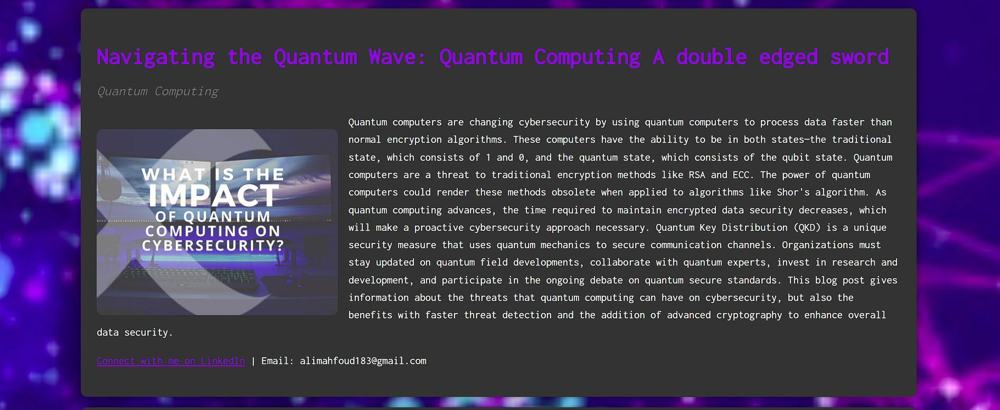 Navigating the Quantum Wave: Quantum Computing A double edged sword
Quantum Computing
WHAT IS THE
IMPACT
OF QUANTUM
COMPUTING ON
CYBERSECURITY?
Quantum computers are changing cybersecurity by using quantum computers to process data faster than
normal encryption algorithms. These computers have the ability to be in both states—the traditional
state, which consists of 1 and 0, and the quantum state, which consists of the qubit state. Quantum
computers are a threat to traditional encryption methods like RSA and ECC. The power of quantum
computers could render these methods obsolete when applied to algorithms like Shor's algorithm. As
quantum computing advances, the time required to maintain encrypted data security decreases, which
will make a proactive cybersecurity approach necessary. Quantum Key Distribution (QKD) is a unique
security measure that uses quantum mechanics to secure communication channels. Organizations must
stay updated on quantum field developments, collaborate with quantum experts, invest in research and
development, and participate in the ongoing debate on quantum secure standards. This blog post gives
information about the threats that quantum computing can have on cybersecurity, but also the
benefits with faster threat detection and the addition of advanced cryptography to enhance overall
data security.
Connect with me on LinkedIn | Email: alimahfoud183@gmail.com